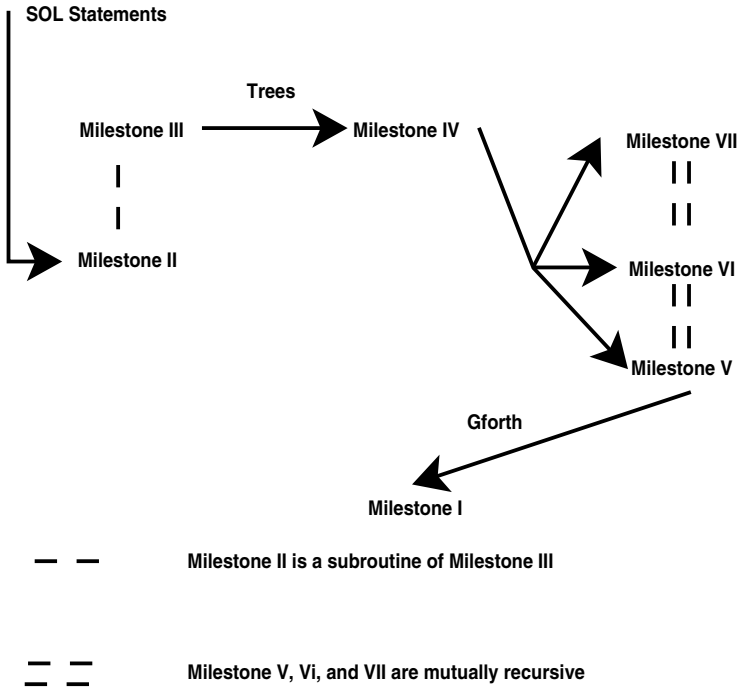 SOL Statements
Trees
Milestone III
Milestone IV
Milestone VII
Milestone II
Milestone VI
Milestone V
Gforth
Milestone I
Milestone II is a subroutine of Milestone III
Milestone V, Vi, and VII are mutually recursive